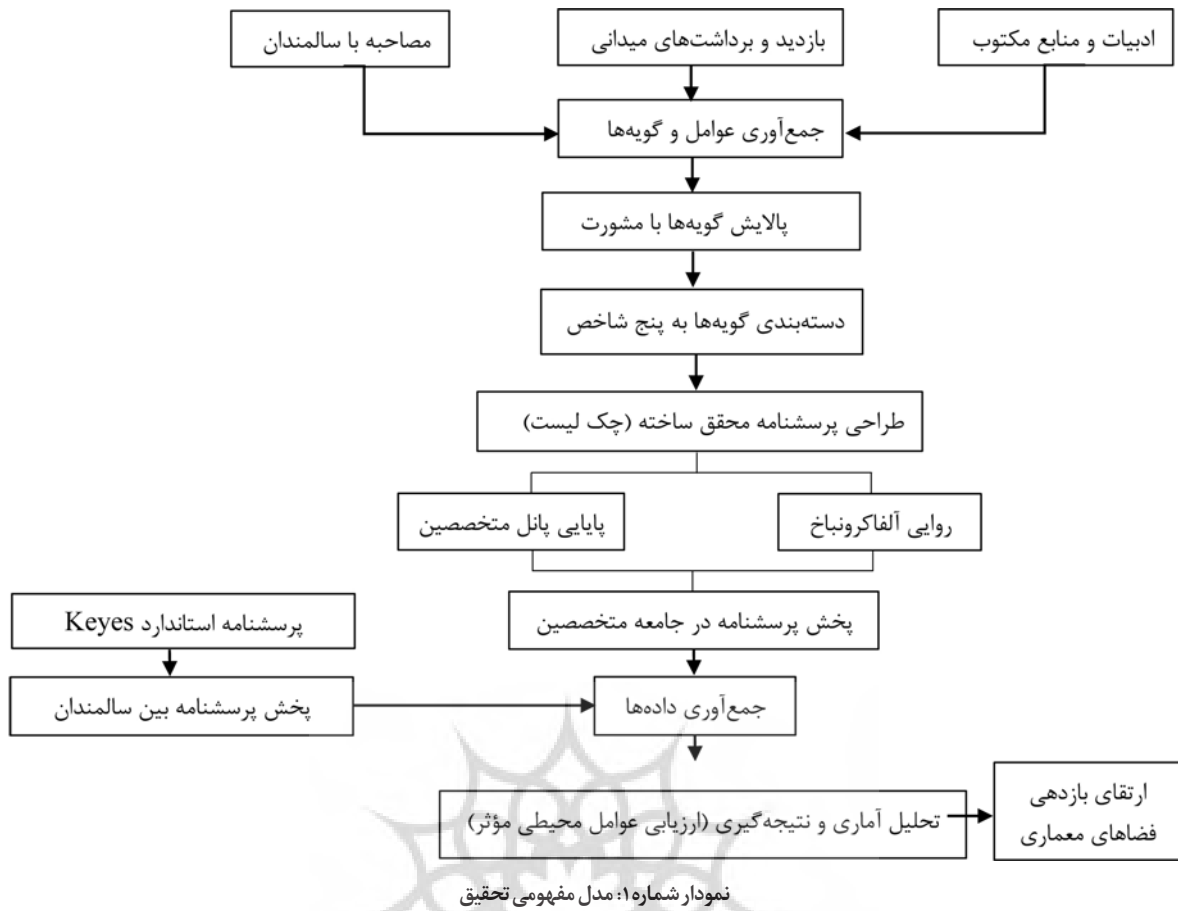 ادبیات و منابع مکتوب
بازدید و برداشت‌های میدانی
مصاحبه با سالمندان
جمع‌آوری عوامل و گویه‌ها
پالایش گویه‌ها با مشورت
دسته‌بندی گویه‌ها به پنج شاخص
طراحی پرسشنامه محقق ساخته (چک لیست)
روایی آلفاکرونباخ
پایایی پانل متخصصین
پخش پرسشنامه در جامعه متخصصین
پرسشنامه استاندارد Keyes
جمع‌آوری داده‌ها
پخش پرسشنامه بین سالمندان
تحلیل آماری و نتیجه‌گیری (ارزیابی عوامل محیطی مؤثر)
ارتقای بازدهی
فضاهای معماری
نمودار شماره ۱: مدل مفهومی تحقیق